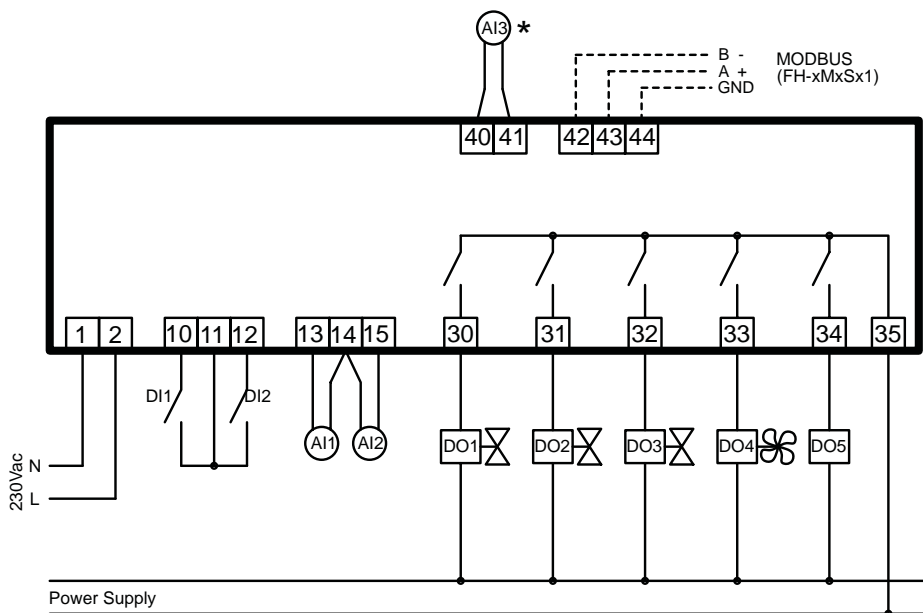 AI3 *
B -
A +
GND
MODBUS
(FH-xMxSx1)
40 41 42 43 44
1 2 10 11 12 13 14 15 30 31 32 33 34 35
DI1 DI2
AI1 AI2
DO1 DO2 DO3 DO4 DO5
230Vac
N
L
Power Supply